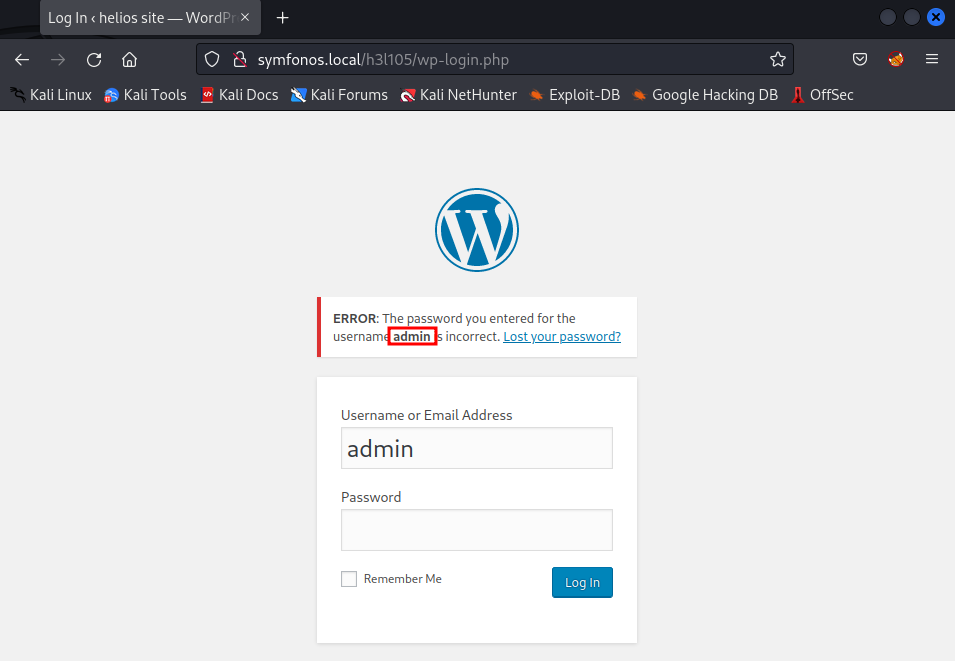 Log In ‹ helios site — WordPr
symfonos.local/h3l105/wp-login.php
Kali Linux Kali Tools Kali Docs Kali Forums Kali NetHunter Exploit-DB Google Hacking DB OffSec
ERROR: The password you entered for the
username admin is incorrect. Lost your password?
Username or Email Address
admin
Password
Remember Me
Log In